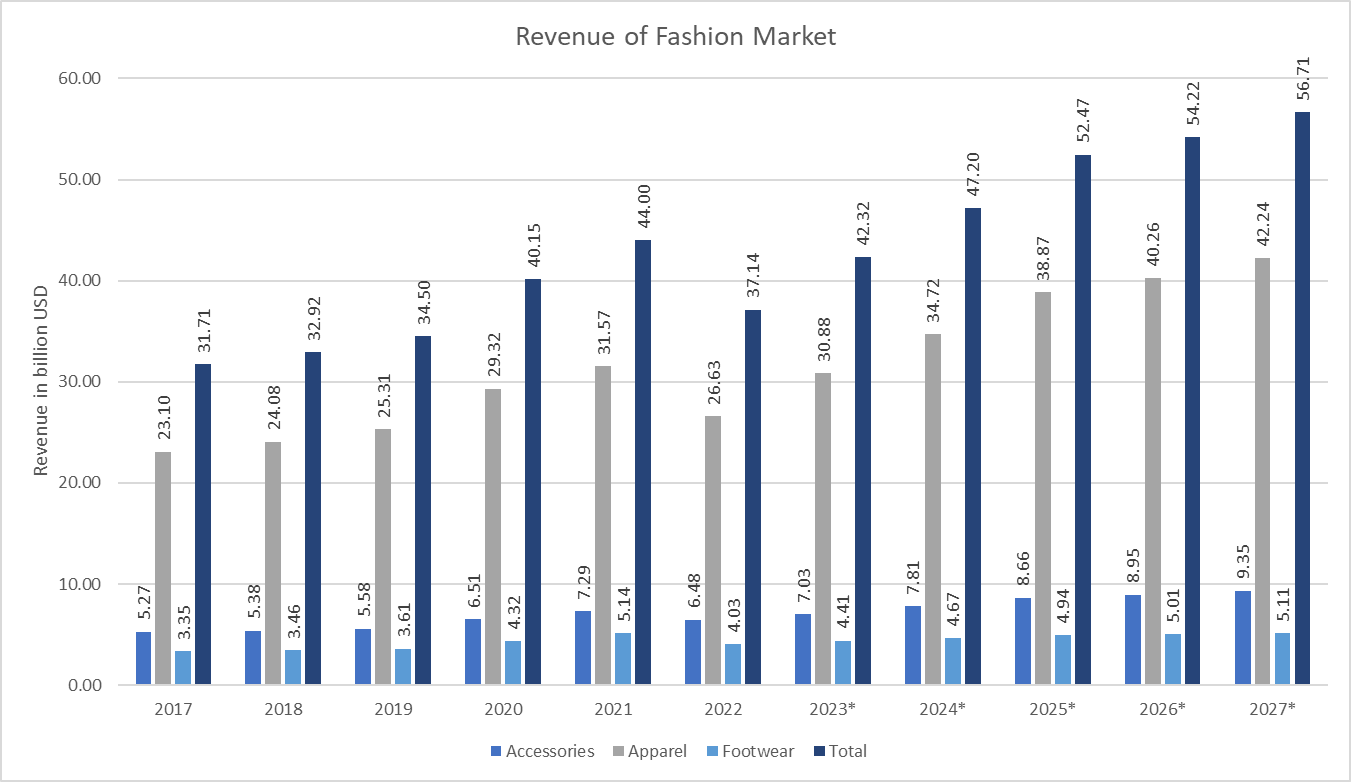 Revenue of Fashion Market
Revenue in billion USD
60.00
50.00
40.00
30.00
20.00
10.00
0.00
5.27 23.10 3.35 31.71
5.38 24.08 3.46 32.92
5.58 25.31 3.61 34.50
6.51 29.32 4.32 40.15
7.29 31.57 5.14 44.00
6.48 26.63 4.03 37.14
7.03 30.88 4.41 42.32
7.81 34.72 4.67 47.20
8.66 38.87 4.94 52.47
8.95 40.26 5.01 54.22
9.35 42.24 5.11 56.71
2017 2018 2019 2020 2021 2022 2023* 2024* 2025* 2026* 2027*
Accessories Apparel Footwear Total